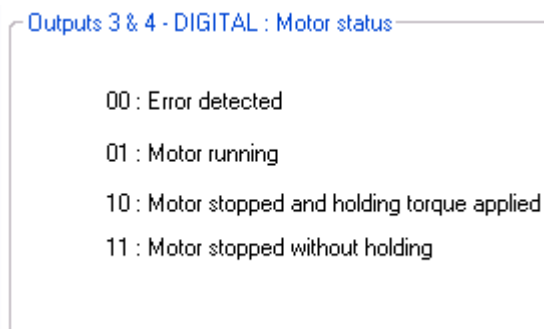 Outputs 3 & 4 - DIGITAL : Motor status
00 : Error detected
01 : Motor running
10 : Motor stopped and holding torque applied
11 : Motor stopped without holding